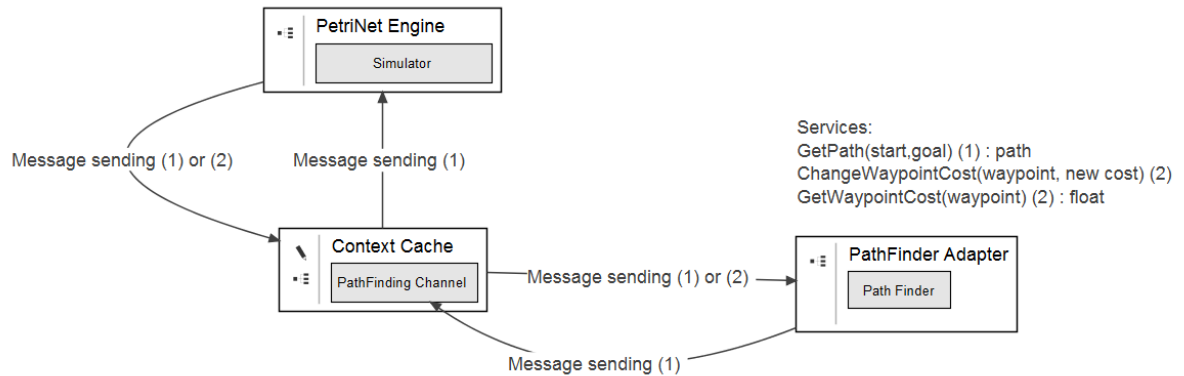 PetriNet Engine
Simulator
Message sending (1) or (2)
Message sending (1)
Services:
GetPath(start,goal) (1) : path
ChangeWaypointCost(waypoint, new cost) (2)
GetWaypointCost(waypoint) (2) : float
Context Cache
PathFinding Channel
Message sending (1) or (2)
PathFinder Adapter
Path Finder
Message sending (1)